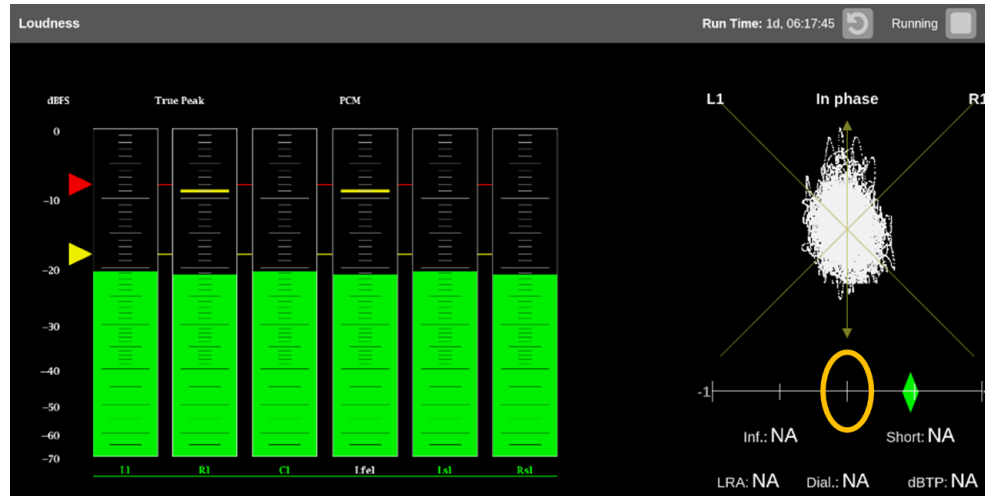 Loudness Run Time: 1d, 06:17:45 Running
dBFS True Peak PCM
L1 In phase R1
0
-10
-20
-30
-40
-50
-60
-70
L1 R1 C1 Lfe1 Ls1 Rs1
-1
Inf.: NA Short: NA
LRA: NA Dial.: NA dBTP: NA